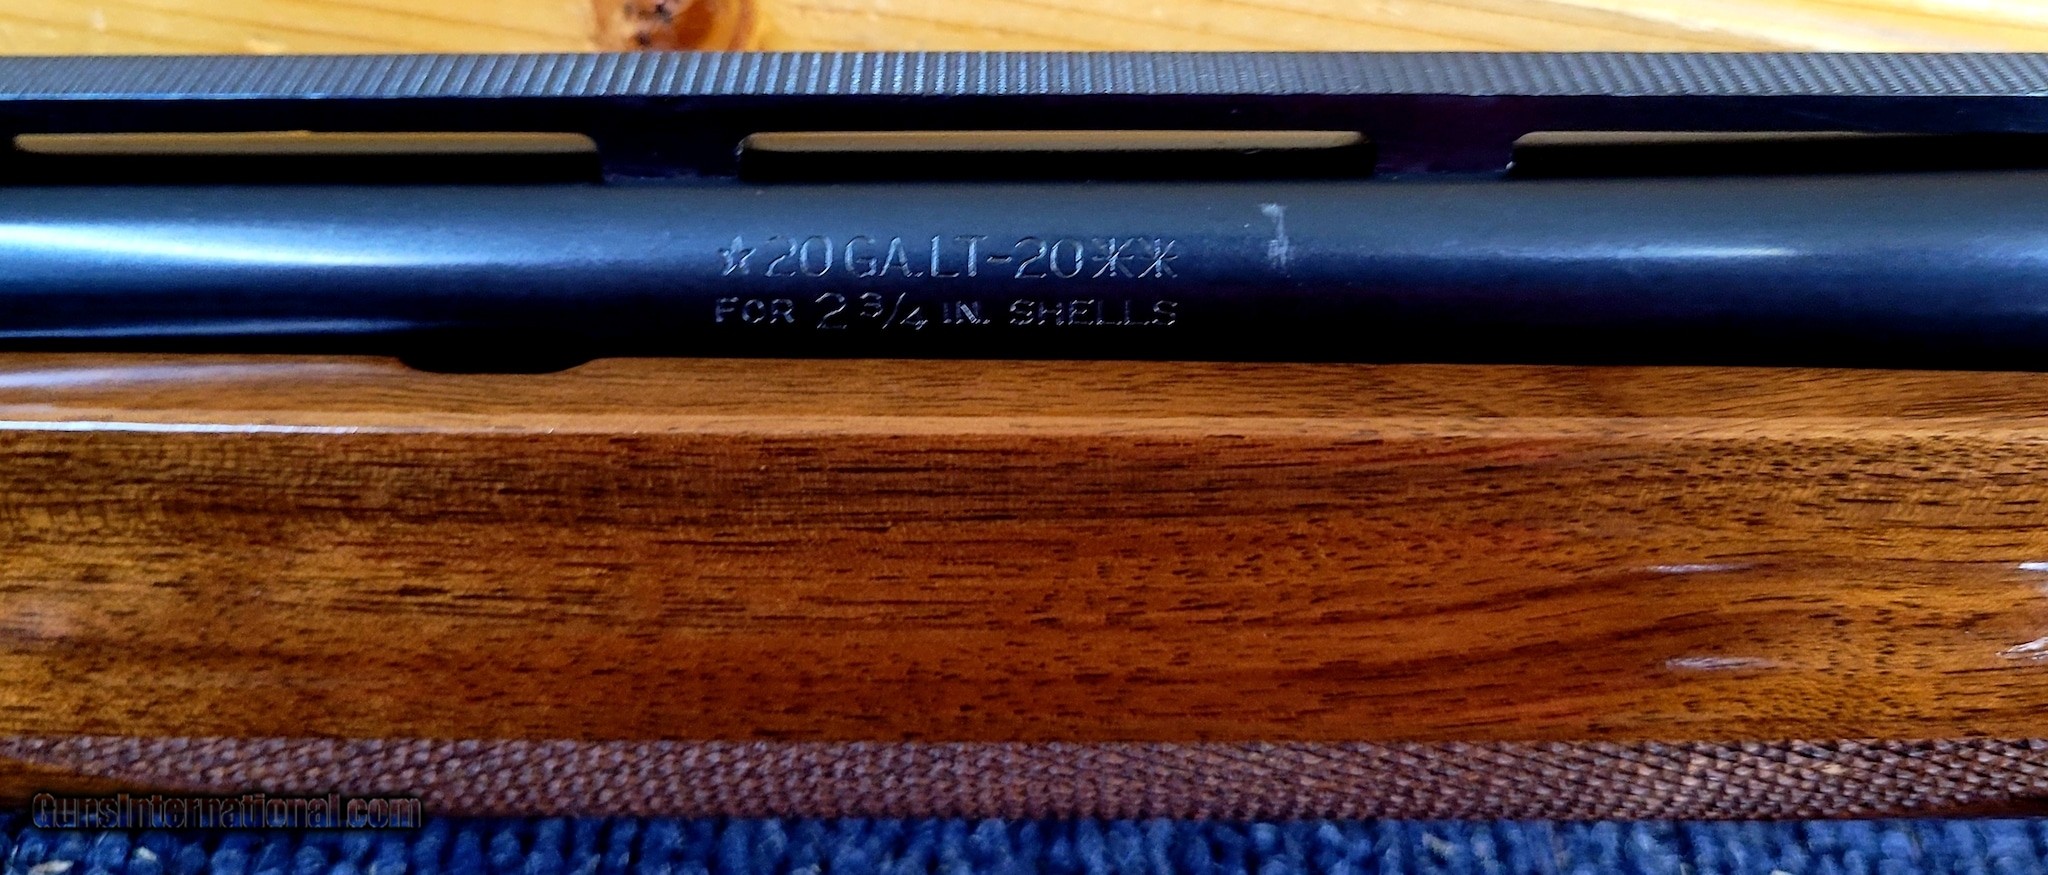 ☆20 GA. LT-20✳✳
FOR 2 3/4 IN. SHELLS
GunsInternational.com